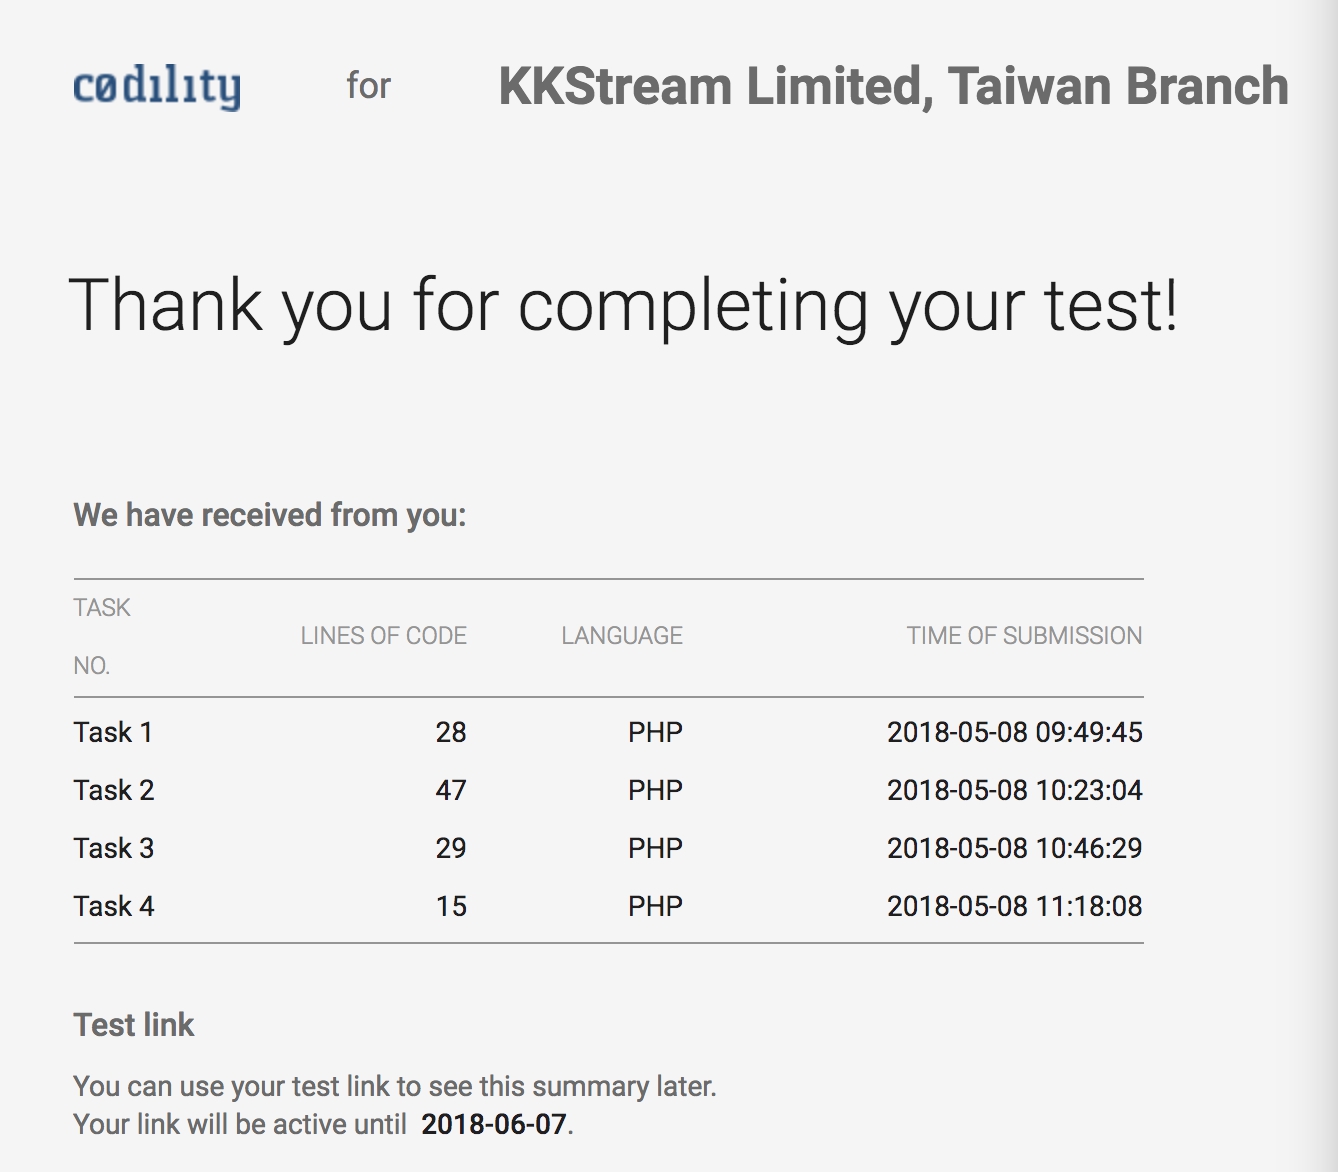 codility for KKStream Limited, Taiwan Branch
Thank you for completing your test!
We have received from you:
TASK NO. LINES OF CODE LANGUAGE TIME OF SUBMISSION
Task 1 28 PHP 2018-05-08 09:49:45
Task 2 47 PHP 2018-05-08 10:23:04
Task 3 29 PHP 2018-05-08 10:46:29
Task 4 15 PHP 2018-05-08 11:18:08
Test link
You can use your test link to see this summary later.
Your link will be active until 2018-06-07.